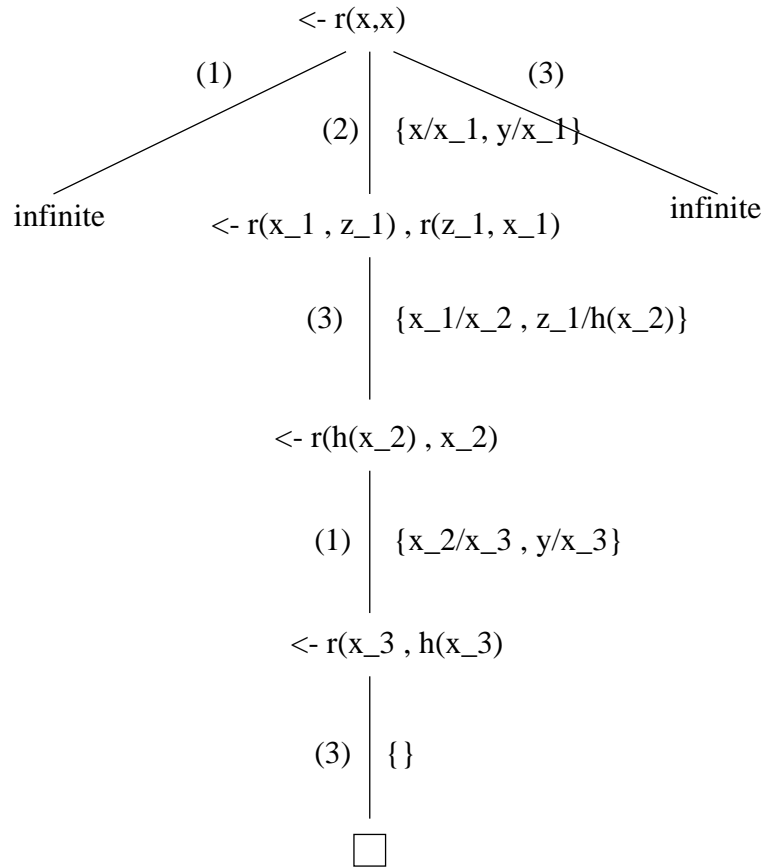 <- r(x,x)
(1)
(3)
(2) {x/x_1, y/x_1}
infinite
infinite
<- r(x_1 , z_1) , r(z_1, x_1)
(3) {x_1/x_2 , z_1/h(x_2)}
<- r(h(x_2) , x_2)
(1) {x_2/x_3 , y/x_3}
<- r(x_3 , h(x_3)
(3) {}